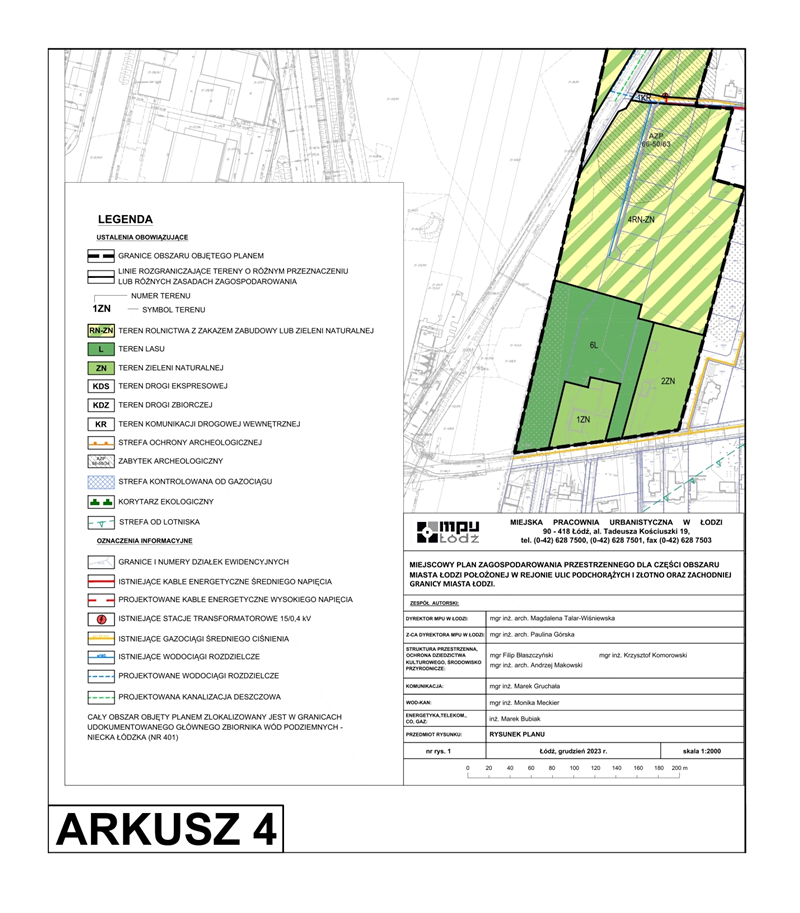 KR
AZP
66-50/63
4RN-ZN
6L
2ZN
1ZN
LEGENDA
USTALENIA OBOWIĄZUJĄCE
GRANICE OBSZARU OBJĘTEGO PLANEM
LINIE ROZGRANICZAJĄCE TERENY O RÓŻNYM PRZEZNACZENIU
LUB RÓŻNYCH ZASADACH ZAGOSPODAROWANIA
NUMER TERENU
1ZN
SYMBOL TERENU
RN-ZN TEREN ROLNICTWA Z ZAKAZEM ZABUDOWY LUB ZIELENI NATURALNEJ
L TEREN LASU
ZN TEREN ZIELENI NATURALNEJ
KDS TEREN DROGI EKSPRESOWEJ
KDZ TEREN DROGI ZBIORCZEJ
KR TEREN KOMUNIKACJI DROGOWEJ WEWNĘTRZNEJ
STREFA OCHRONY ARCHEOLOGICZNEJ
AZP ZABYTEK ARCHEOLOGICZNY
STREFA KONTROLOWANA OD GAZOCIĄGU
KORYTARZ EKOLOGICZNY
STREFA OD LOTNISKA
OZNACZENIA INFORMACYJNE
GRANICE I NUMERY DZIAŁEK EWIDENCYJNYCH
ISTNIEJĄCE KABLE ENERGETYCZNE ŚREDNIEGO NAPIĘCIA
PROJEKTOWANE KABLE ENERGETYCZNE WYSOKIEGO NAPIĘCIA
ISTNIEJĄCE STACJE TRANSFORMATOROWE 15/0,4 kV
ISTNIEJĄCE GAZOCIĄGI ŚREDNIEGO CIŚNIENIA
ISTNIEJĄCE WODOCIĄGI ROZDZIELCZE
PROJEKTOWANE WODOCIĄGI ROZDZIELCZE
PROJEKTOWANA KANALIZACJA DESZCZOWA
CAŁY OBSZAR OBJĘTY PLANEM ZLOKALIZOWANY JEST W GRANICACH
UDOKUMENTOWANEGO GŁÓWNEGO ZBIORNIKA WÓD PODZIEMNYCH -
NIECKA ŁÓDZKA (NR 401)
mpu
Łódź
MIEJSKA PRACOWNIA URBANISTYCZNA W ŁODZI
90 - 418 Łódź, al. Tadeusza Kościuszki 19,
tel. (0-42) 628 7500, (0-42) 628 7501, fax (0-42) 628 7503
MIEJSCOWY PLAN ZAGOSPODAROWANIA PRZESTRZENNEGO DLA CZĘŚCI OBSZARU
MIASTA ŁODZI POŁOŻONEJ W REJONIE ULIC PODCHORĄŻYCH I ZŁOTNO ORAZ ZACHODNIEJ
GRANICY MIASTA ŁODZI.
ZESPÓŁ AUTORSKI:
DYREKTOR MPU W ŁODZI: mgr inż. arch. Magdalena Talar-Wiśniewska
Z-CA DYREKTORA MPU W ŁODZI: mgr inż. arch. Paulina Górska
STRUKTURA PRZESTRZENNA,
OCHRONA DZIEDZICTWA
KULTUROWEGO, ŚRODOWISKO
PRZYRODNICZE:
mgr Filip Błaszczyński mgr inż. Krzysztof Komorowski
mgr inż. arch. Andrzej Makowski
KOMUNIKACJA: mgr inż. Marek Gruchała
WOD-KAN: mgr inż. Monika Meckier
ENERGETYKA,TELEKOM.,
CO, GAZ:
inż. Marek Bubiak
PRZEDMIOT RYSUNKU: RYSUNEK PLANU
nr rys. 1 Łódź, grudzień 2023 r. skala 1:2000
0 20 40 60 80 100 120 140 160 180 200 m
ARKUSZ 4